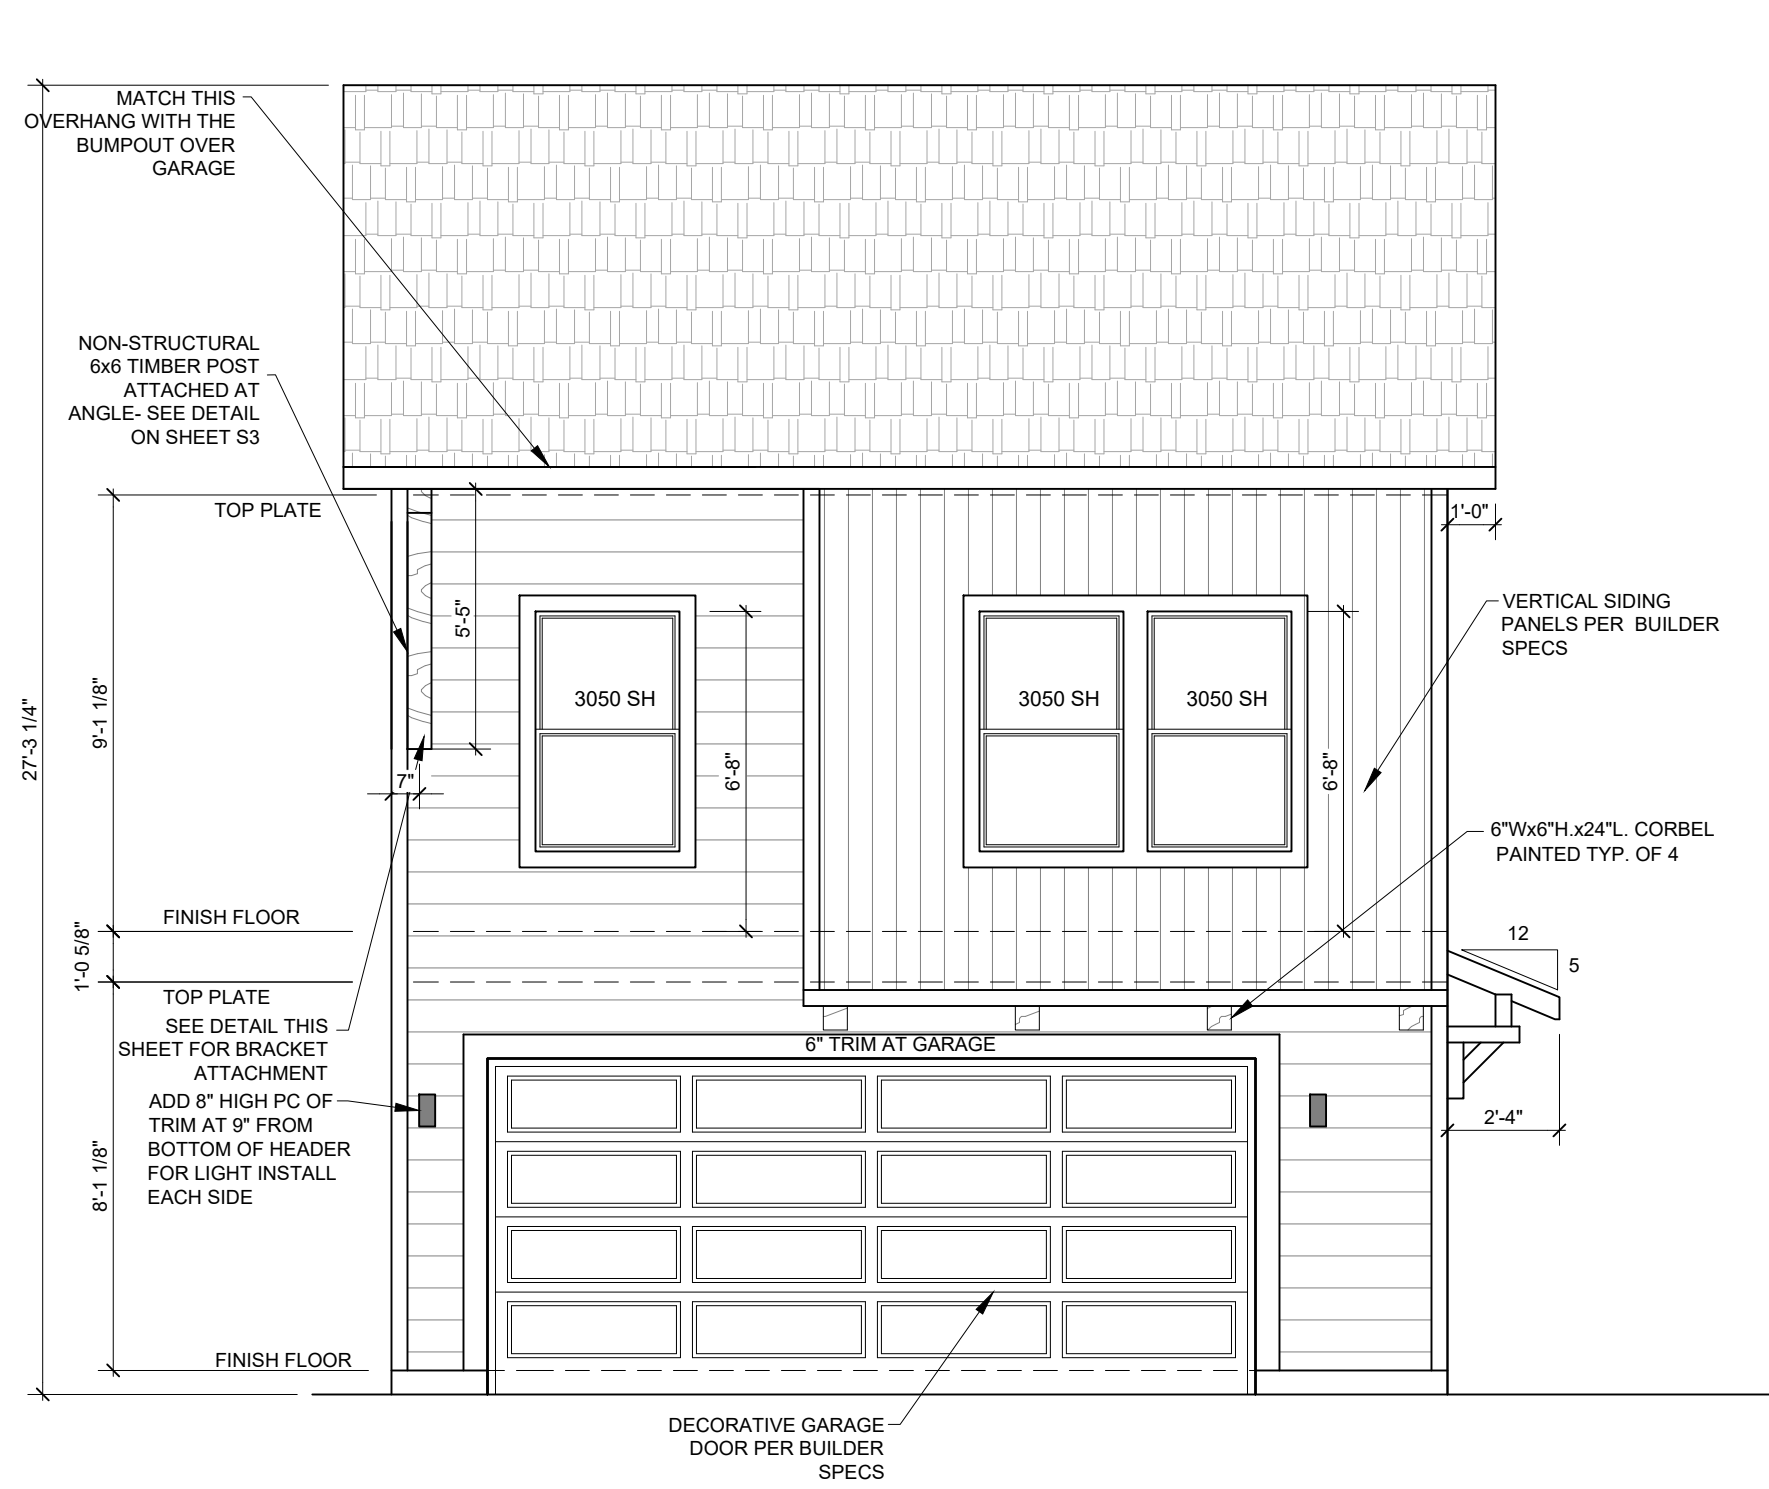 MATCH THIS
OVERHANG WITH THE
BUMPOUT OVER
GARAGE
NON-STRUCTURAL
6x6 TIMBER POST
ATTACHED AT
ANGLE- SEE DETAIL
ON SHEET S3
TOP PLATE
1'-0"
5'-5"
VERTICAL SIDING
PANELS PER BUILDER
SPECS
3050 SH
3050 SH
3050 SH
27'-3 1/4"
9'-1 1/8"
7"
6'-8"
6'-8"
6"Wx6"H.x24"L. CORBEL
PAINTED TYP. OF 4
FINISH FLOOR
1'-0 5/8"
12
5
TOP PLATE
SEE DETAIL THIS
SHEET FOR BRACKET
ATTACHMENT
6" TRIM AT GARAGE
ADD 8" HIGH PC OF
TRIM AT 9" FROM
BOTTOM OF HEADER
FOR LIGHT INSTALL
EACH SIDE
2'-4"
8'-1 1/8"
FINISH FLOOR
DECORATIVE GARAGE
DOOR PER BUILDER
SPECS